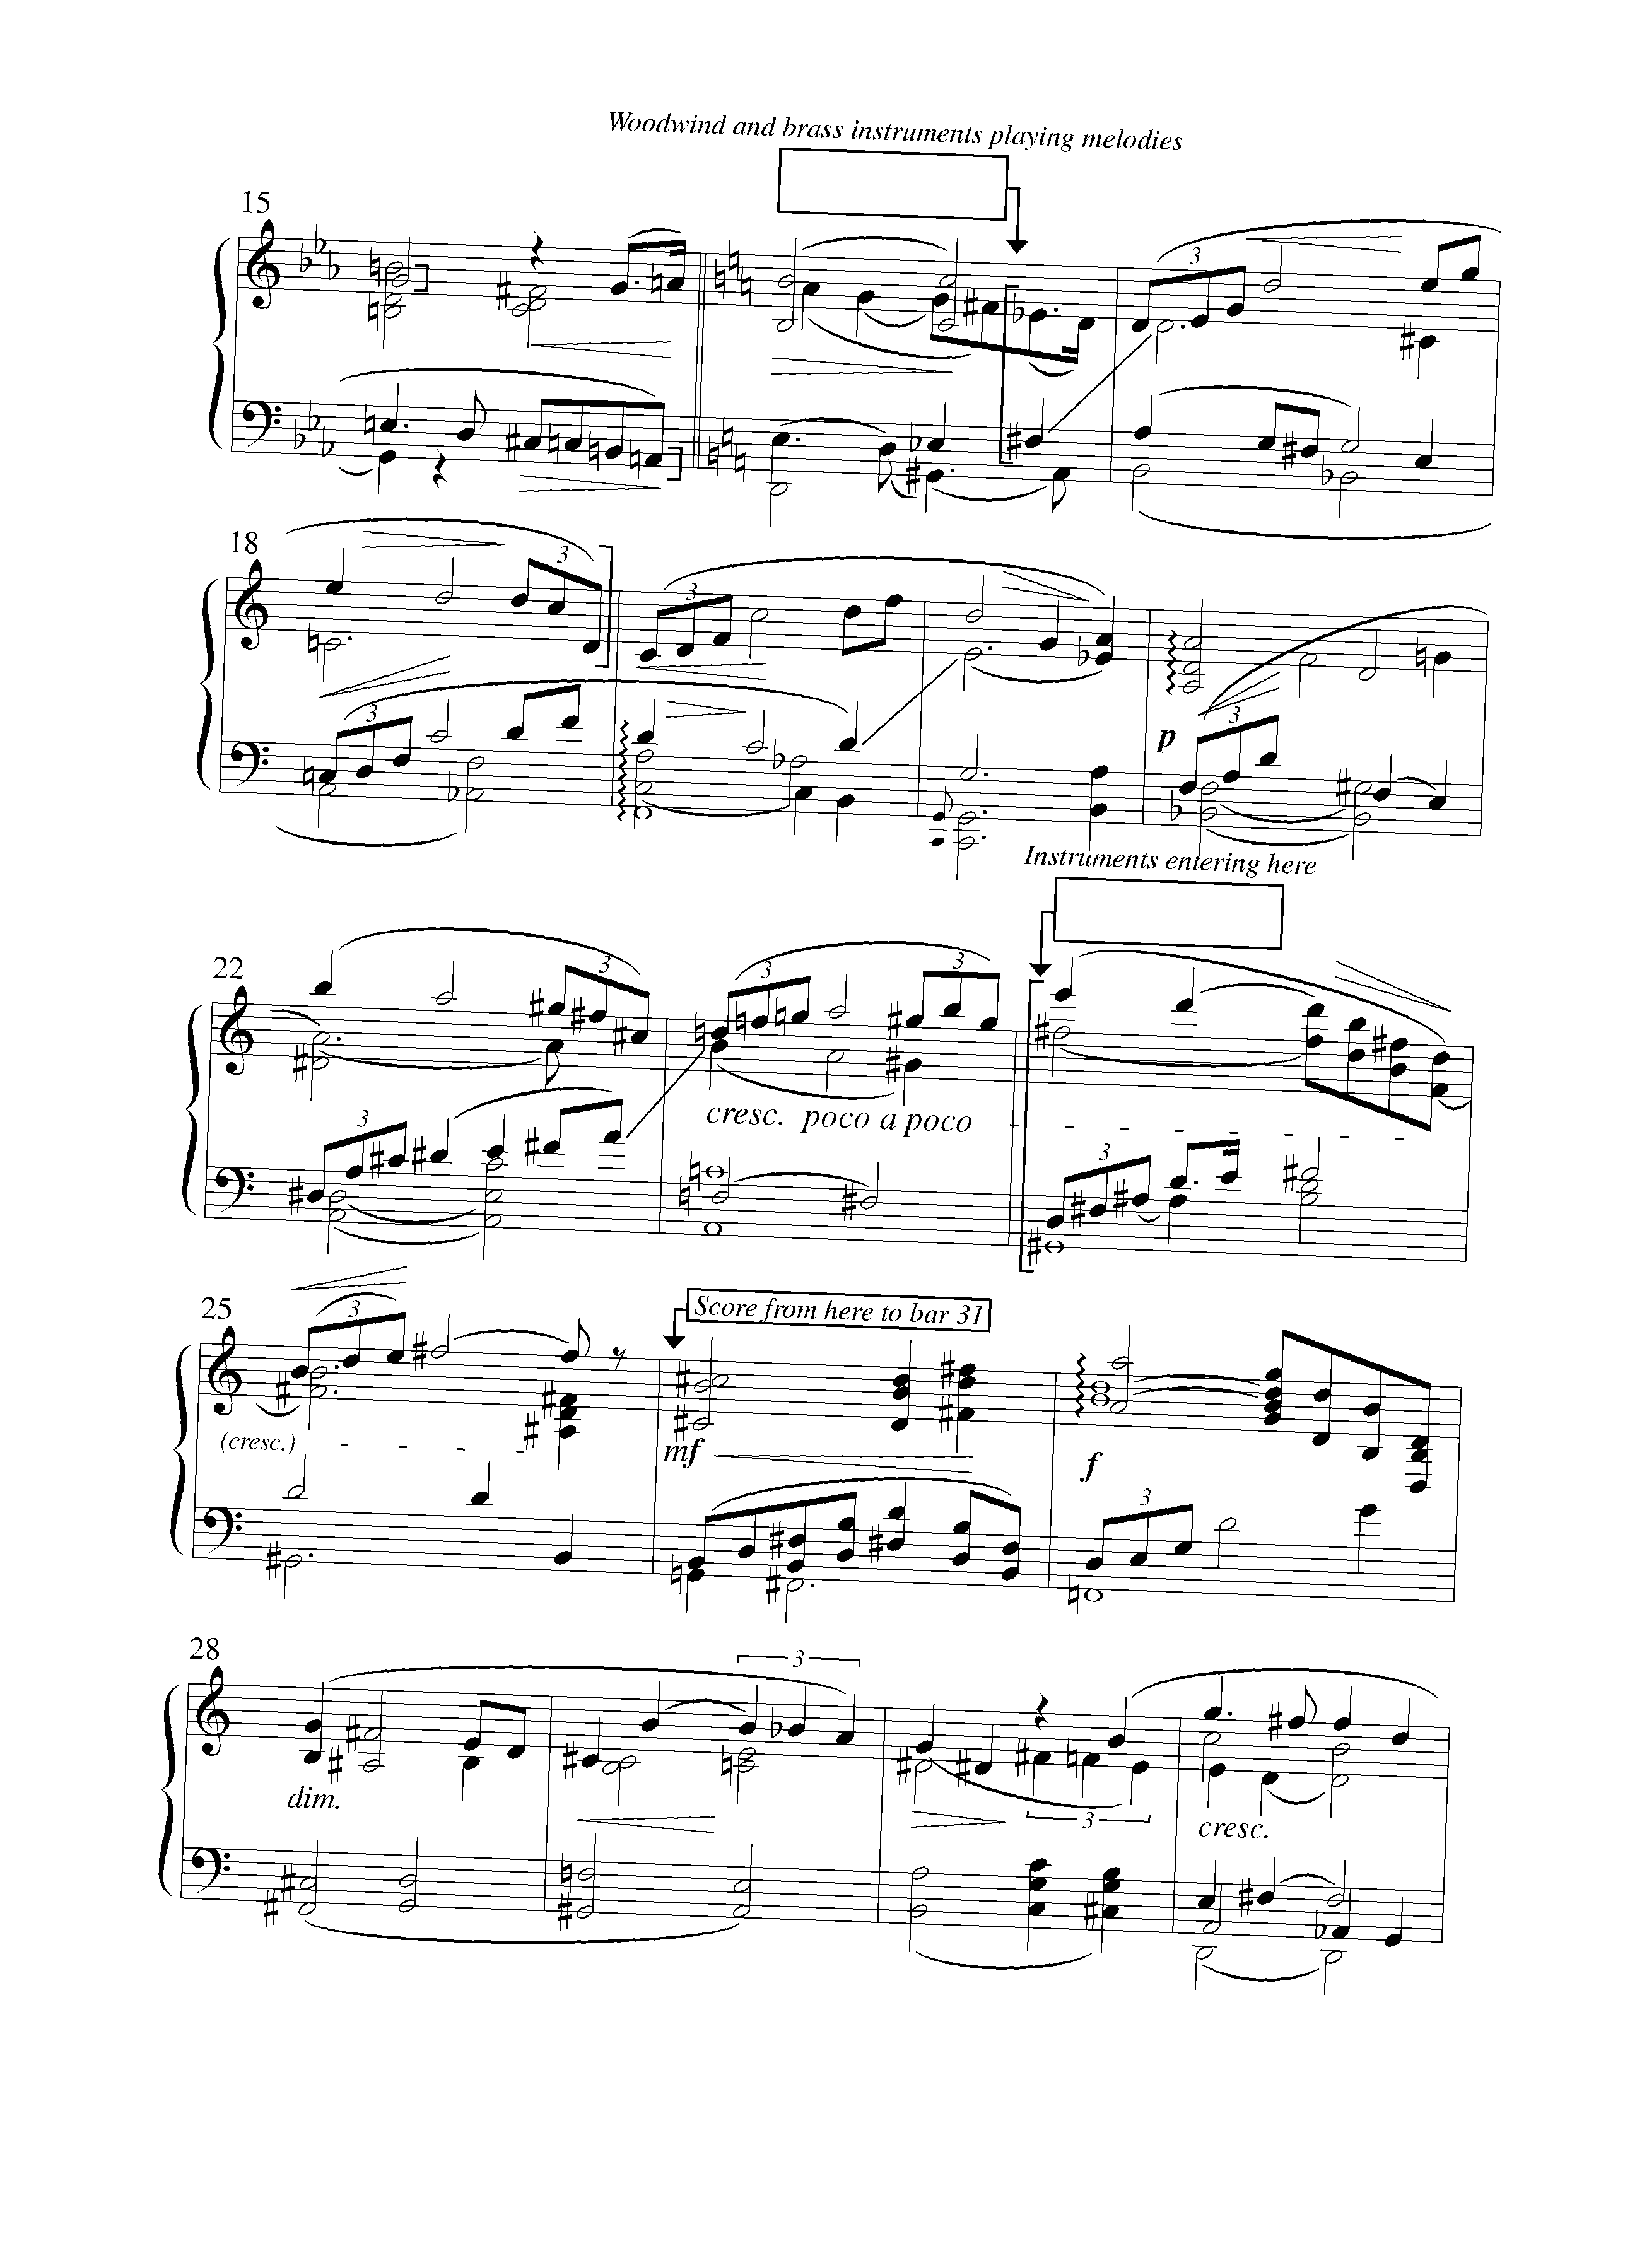 Woodwind and brass instruments playing melodies
15
3
18
3
3
3
p
3
Instruments entering here
22
3
3
3
3
cresc. poco a poco
3
25
3
Score from here to bar 31
(cresc.)
mf
f
3
28
3
dim.
3
cresc.